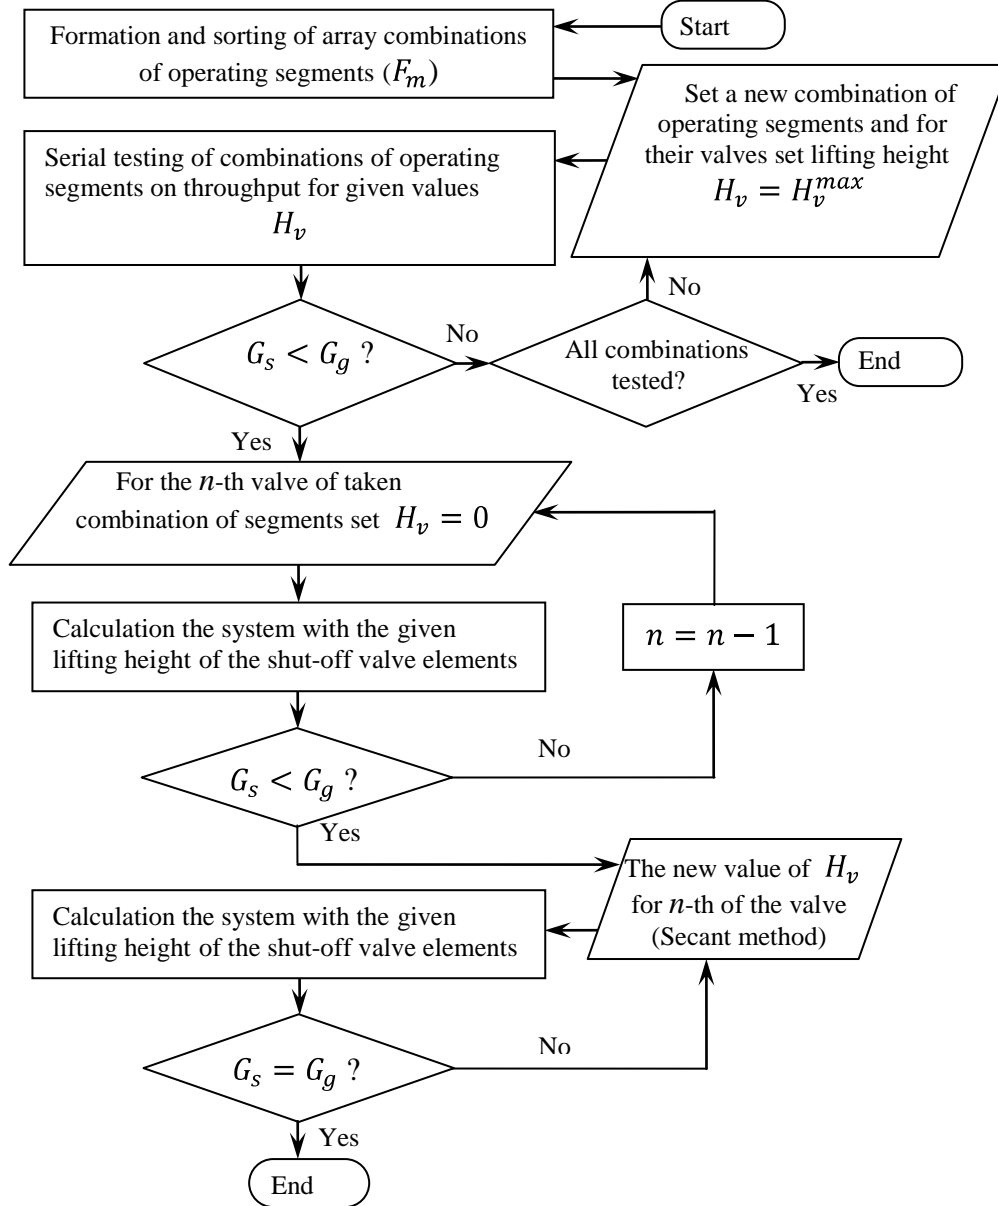 Start
Formation and sorting of array combinations
of operating segments (F_m)
Set a new combination of
operating segments and for
their valves set lifting height
H_v = H_v^{max}
Serial testing of combinations of operating
segments on throughput for given values
H_v
No
G_s < G_g ?
No
All combinations
tested?
End
Yes
Yes
For the n-th valve of taken
combination of segments set H_v = 0
Calculation the system with the given
lifting height of the shut-off valve elements
n = n − 1
G_s < G_g ?
No
Yes
The new value of H_v
for n-th of the valve
(Secant method)
Calculation the system with the given
lifting height of the shut-off valve elements
G_s = G_g ?
No
Yes
End